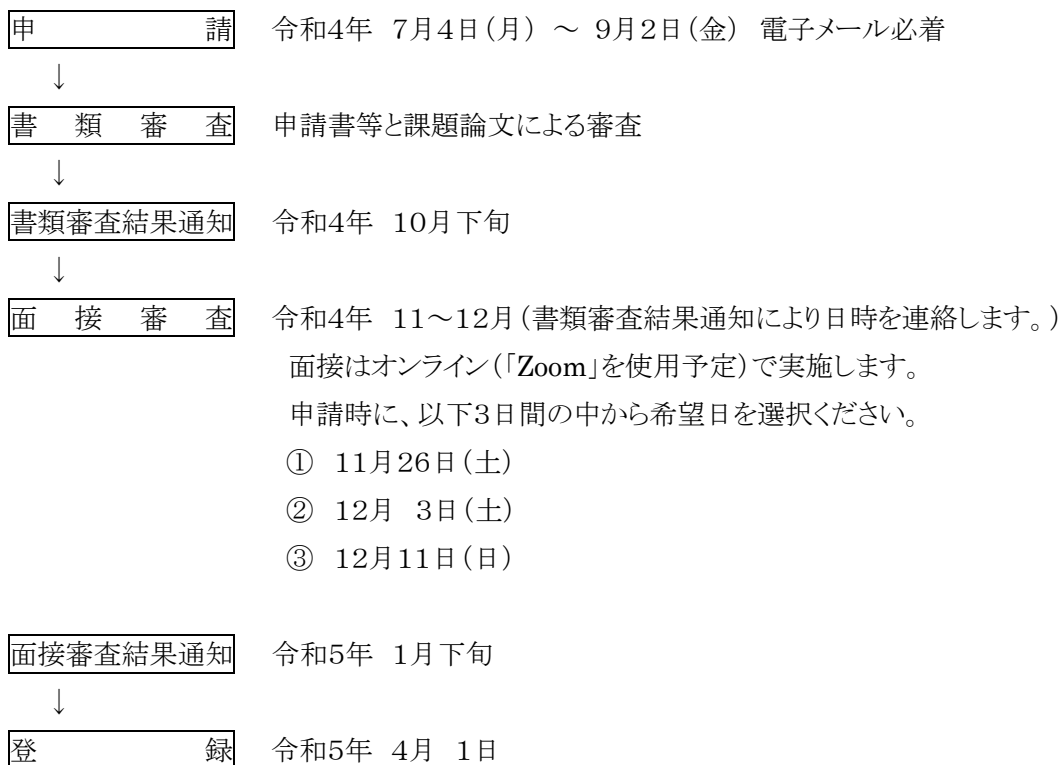 申請 令和4年 7月4日(月) ~ 9月2日(金) 電子メール必着
↓
書類審査 申請書等と課題論文による審査
↓
書類審査結果通知 令和4年 10月下旬
↓
面接審査 令和4年 11~12月(書類審査結果通知により日時を連絡します。)
面接はオンライン(「Zoom」を使用予定)で実施します。
申請時に、以下3日間の中から希望日を選択ください。
① 11月26日(土)
② 12月 3日(土)
③ 12月11日(日)
面接審査結果通知 令和5年 1月下旬
↓
登録 令和5年 4月 1日